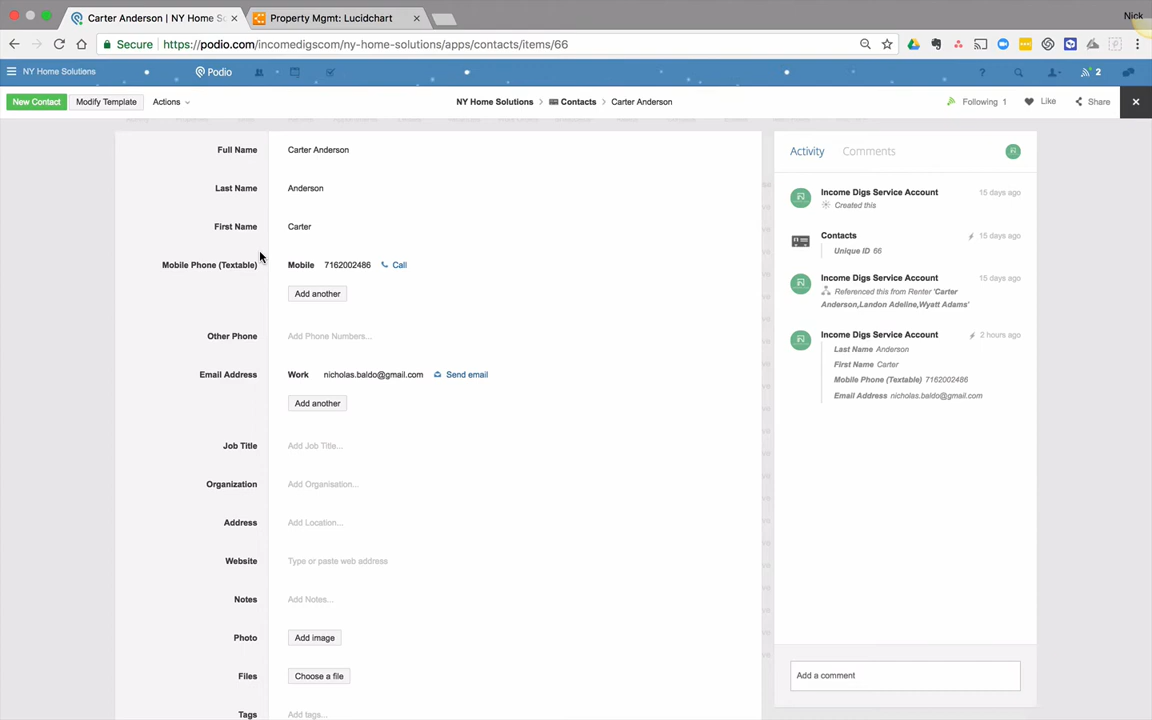 Nick
Carter Anderson | NY Home So
Property Mgmt: Lucidchart
Secure
https://podio.com/incomedigscom/ny-home-solutions/apps/contacts/items/66
NY Home Solutions
Podio
2
New Contact
Modify Template
Actions
NY Home Solutions
Contacts
Carter Anderson
Following 1
Like
Share
Full Name
Carter Anderson
Last Name
Anderson
First Name
Carter
Mobile Phone (Textable)
Mobile 7162002486 Call
Add another
Other Phone
Add Phone Numbers...
Email Address
Work nicholas.baldo@gmail.com Send email
Add another
Job Title
Add Job Title...
Organization
Add Organisation...
Address
Add Location...
Website
Type or paste web address
Notes
Add Notes...
Photo
Add image
Files
Choose a file
Tags
Add tags...
Activity
Comments
Income Digs Service Account 15 days ago
Created this
Contacts 15 days ago
Unique ID 66
Income Digs Service Account 15 days ago
Referenced this from Renter 'Carter
Anderson,Landon Adeline,Wyatt Adams'
Income Digs Service Account 2 hours ago
Last Name Anderson
First Name Carter
Mobile Phone (Textable) 7162002486
Email Address nicholas.baldo@gmail.com
Add a comment